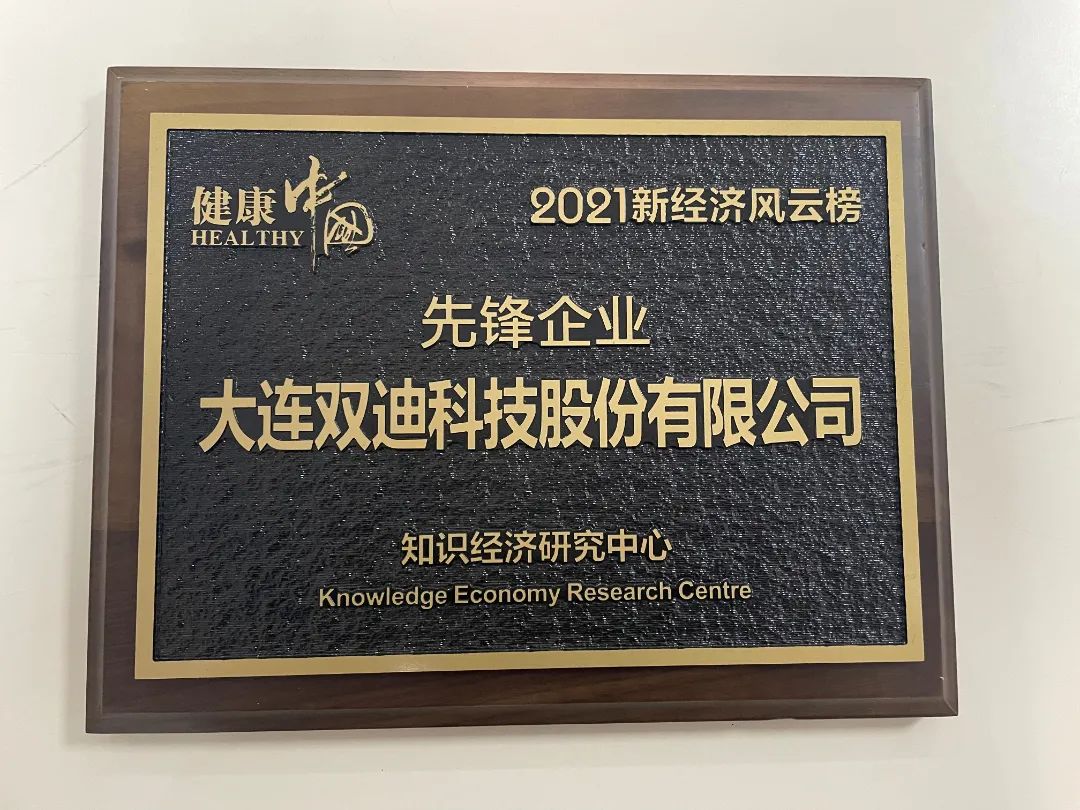 健康中国
HEALTHY
2021新经济风云榜
先锋企业
大连双迪科技股份有限公司
知识经济研究中心
Knowledge Economy Research Centre